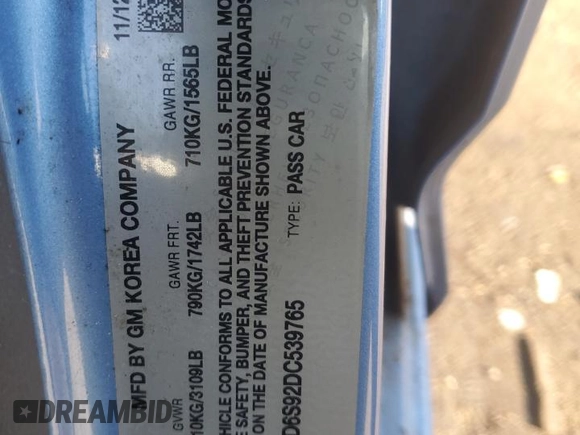 11/12
MFD BY GM KOREA COMPANY
GVWR GAWR FRT. GAWR RR.
10KG/3109LB 790KG/1742LB 710KG/1565LB
HICLE CONFORMS TO ALL APPLICABLE U.S. FEDERAL MO
E SAFETY, BUMPER, AND THEFT PREVENTION STANDARDS
ON THE DATE OF MANUFACTURE SHOWN ABOVE.
D6S92DC539765 TYPE: PASS CAR
DREAMBID